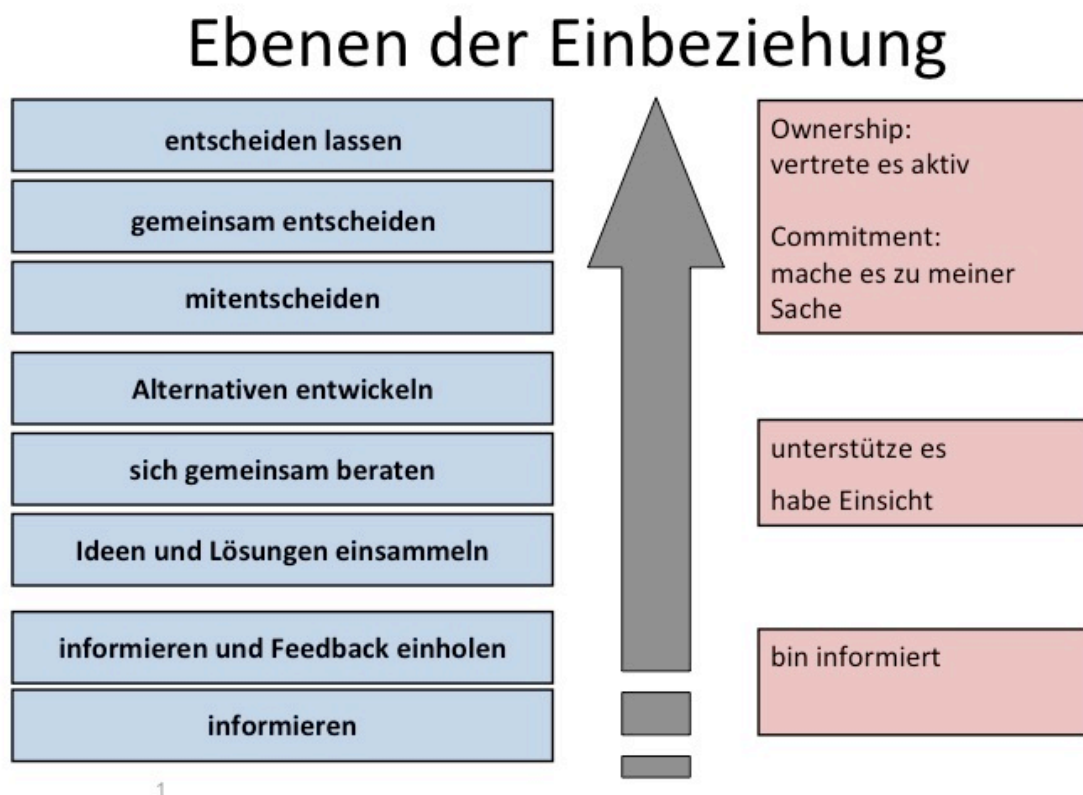 Ebenen der Einbeziehung
entscheiden lassen
gemeinsam entscheiden
mitentscheiden
Alternativen entwickeln
sich gemeinsam beraten
Ideen und Lösungen einsammeln
informieren und Feedback einholen
informieren
Ownership:
vertrete es aktiv
Commitment:
mache es zu meiner
Sache
unterstütze es
habe Einsicht
bin informiert
1